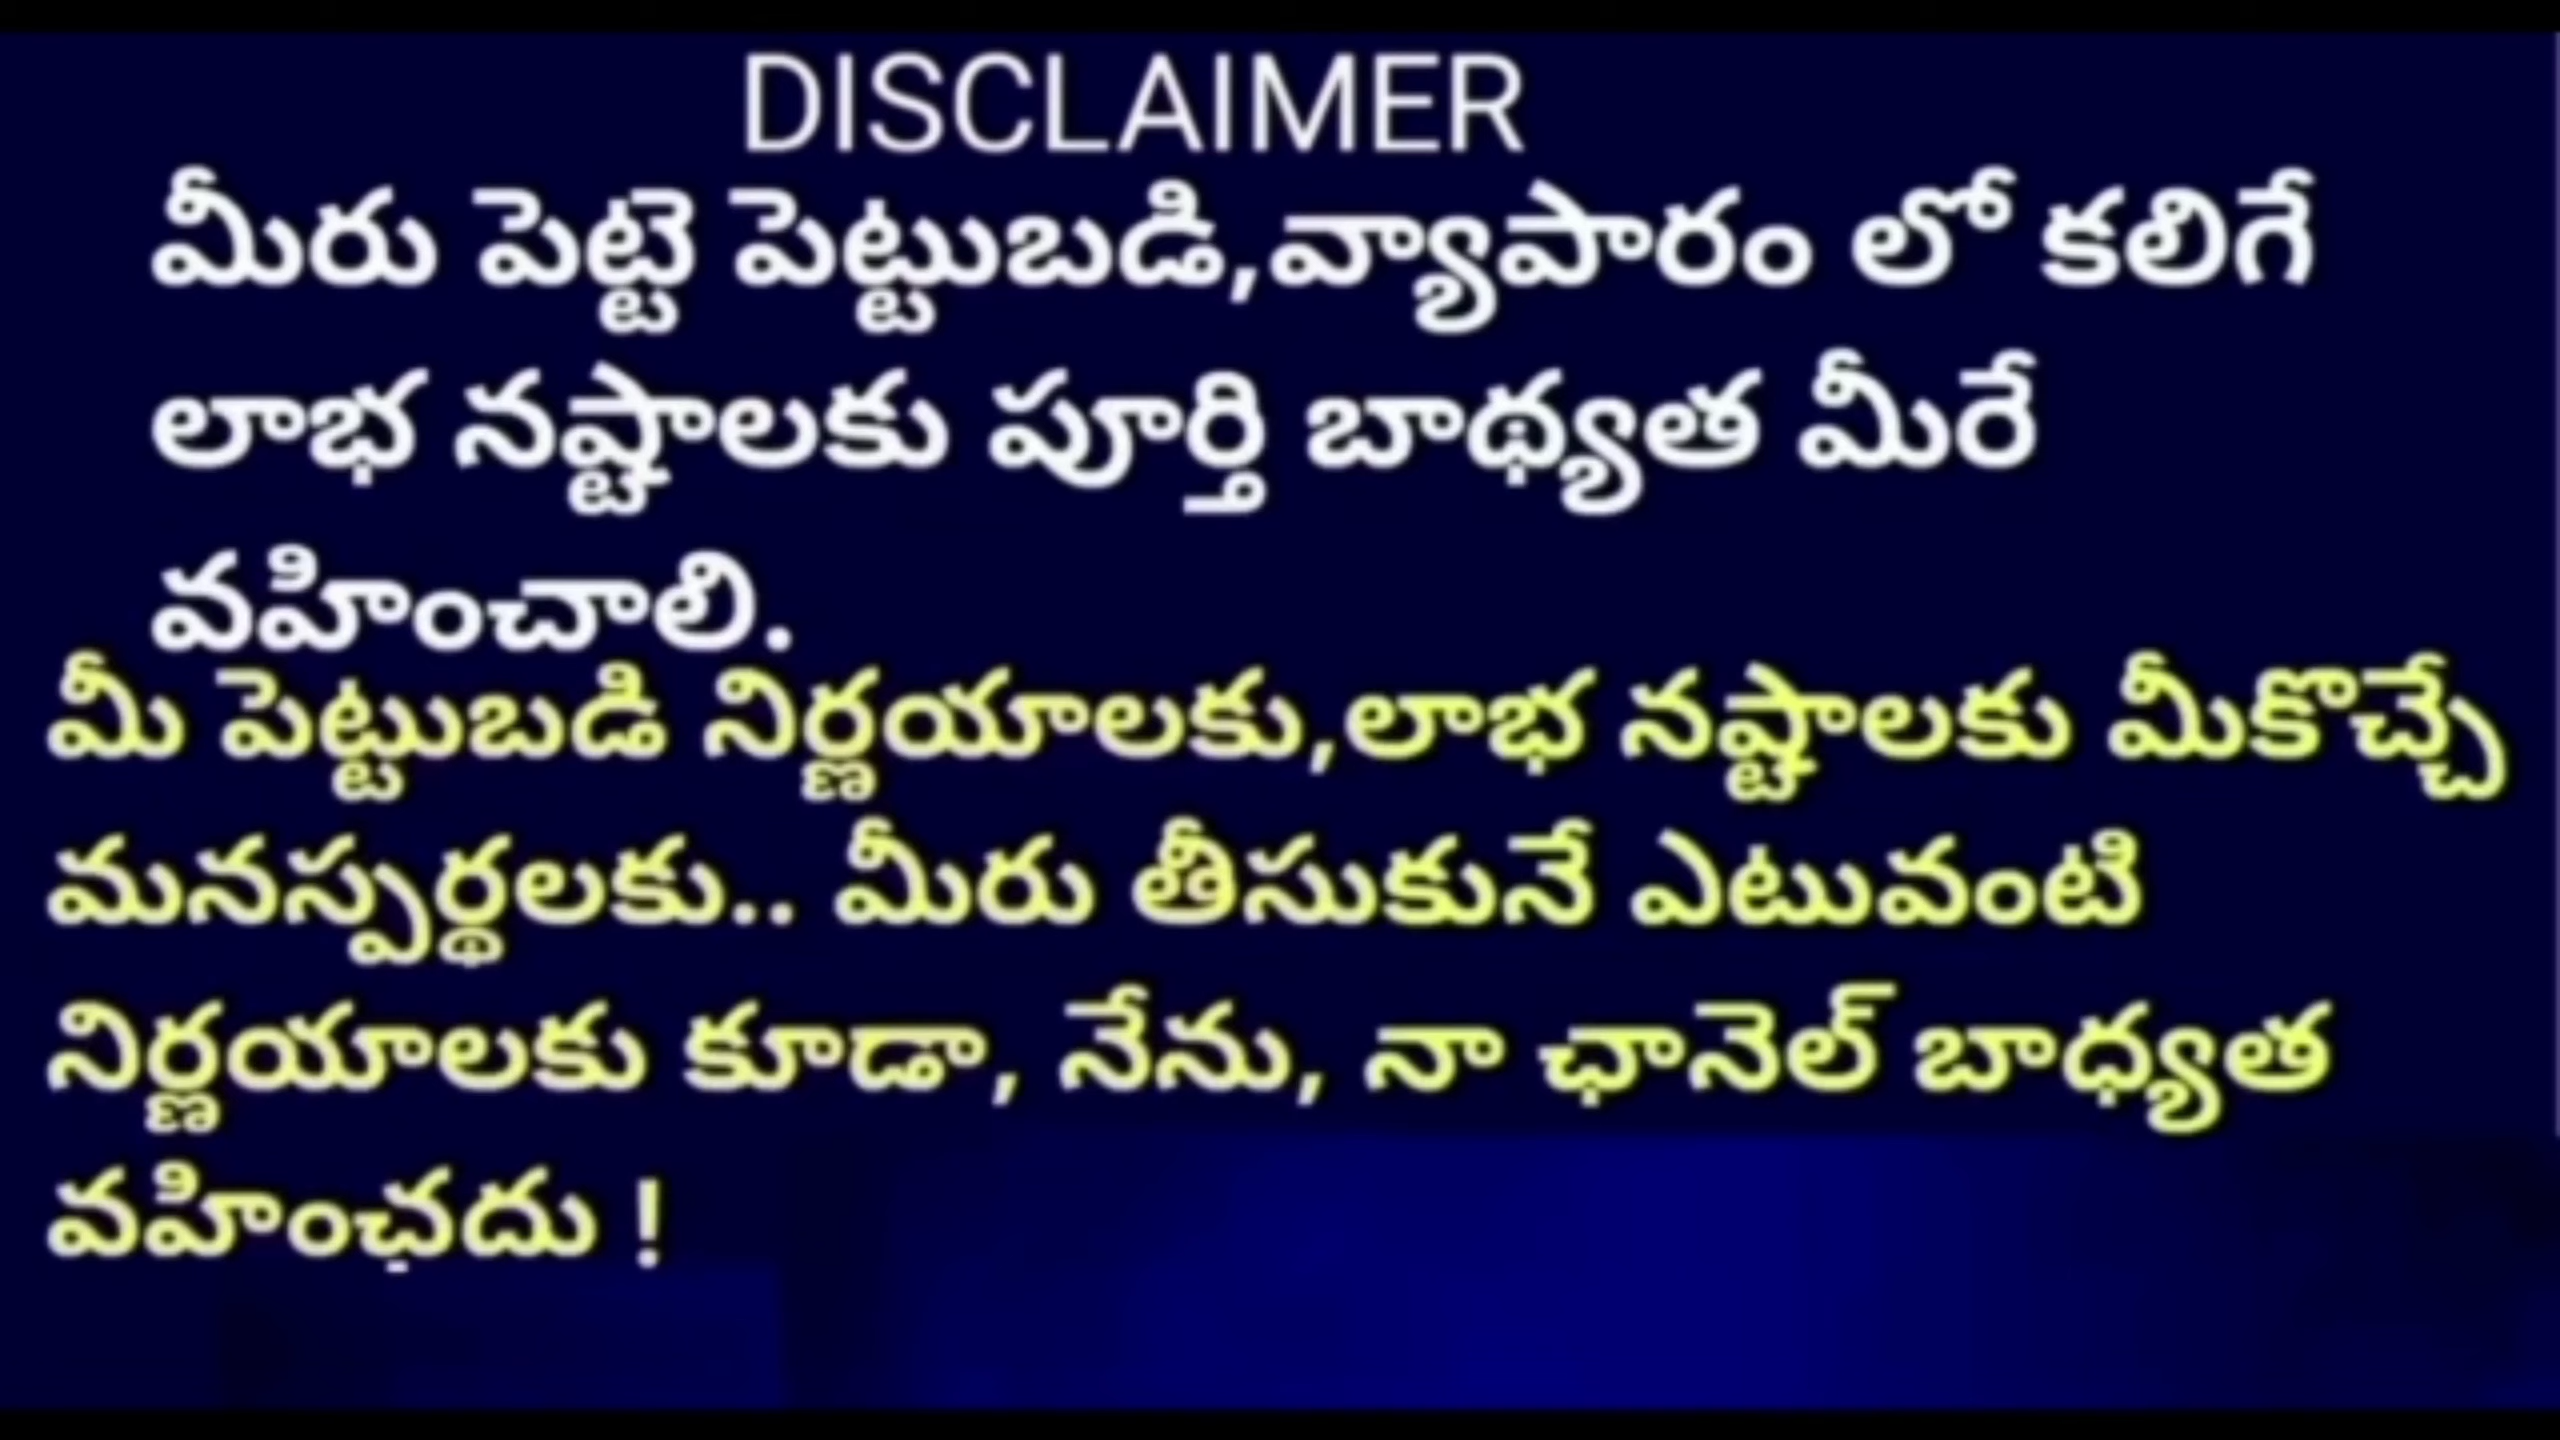 DISCLAIMER
మీరు పెట్టె పెట్టుబడి,వ్యాపారం లో కలిగే
లాభ నష్టాలకు పూర్తి బాథ్యత మీరే
వహించాలి.
మీ పెట్టుబడి నిర్ణయాలకు,లాభ నష్టాలకు మీకొచ్చే
మనస్పర్థలకు.. మీరు తీసుకునే ఎటువంటి
నిర్ణయాలకు కూడా, నేను, నా ఛానెల్ బాధ్యత
వహించదు !